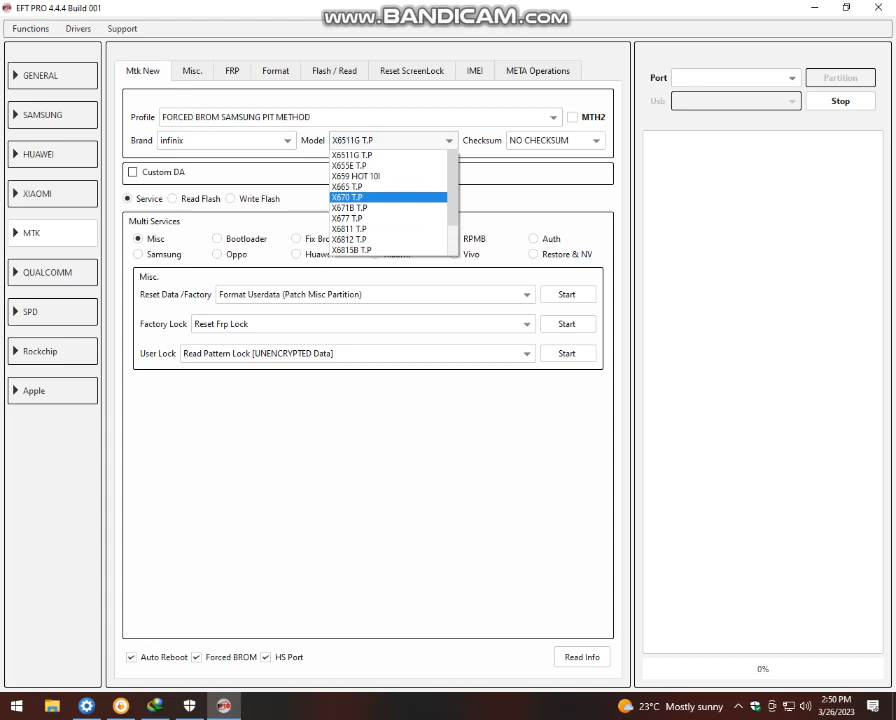 EFT PRO 4.4.4 Build 001
www.BANDICAM.com
Functions Drivers Support
GENERAL
SAMSUNG
HUAWEI
XIAOMI
MTK
QUALCOMM
SPD
Rockchip
Apple
Mtk New Misc. FRP Format Flash / Read Reset ScreenLock IMEI META Operations
Profile FORCED BROM SAMSUNG PIT METHOD MTH2
Brand infinix Model X6511G T.P Checksum NO CHECKSUM
X6511G T.P
X655E T.P
X659 HOT 10I
X665 T.P
X670 T.P
X671B T.P
X677 T.P
X6811 T.P
X6812 T.P
X6815B T.P
Custom DA
Service Read Flash Write Flash
Multi Services
Misc Bootloader Fix Br RPMB Auth
Samsung Oppo Huaw Vivo Restore & NV
Misc.
Reset Data /Factory Format Userdata (Patch Misc Partition) Start
Factory Lock Reset Frp Lock Start
User Lock Read Pattern Lock [UNENCRYPTED Data] Start
Auto Reboot Forced BROM HS Port Read Info
Port Partition
Usb Stop
0%
23°C Mostly sunny
2:50 PM
3/26/2023